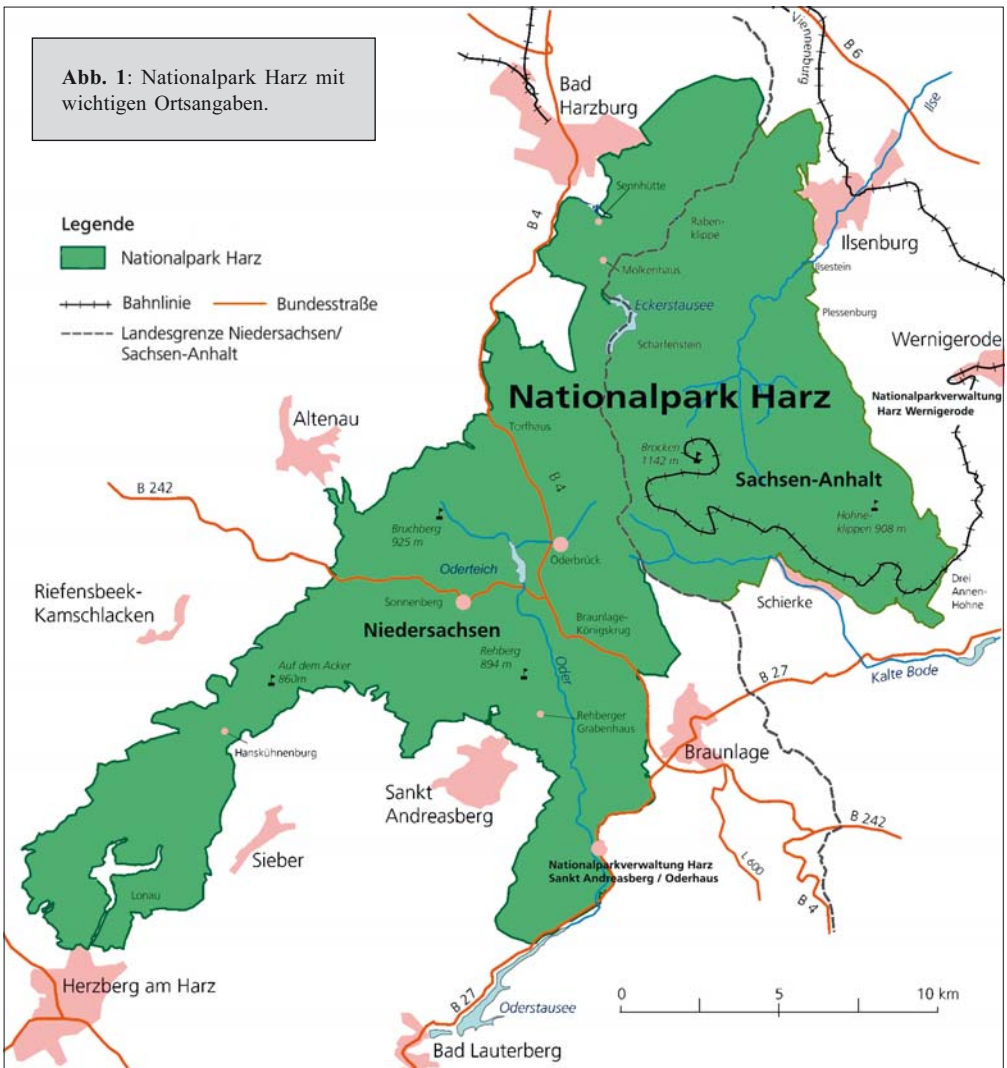 Abb. 1: Nationalpark Harz mit
wichtigen Ortsangaben.
Legende
Nationalpark Harz
Bahnlinie
Bundesstraße
Landesgrenze Niedersachsen/
Sachsen-Anhalt
Bad
Harzburg
Viennenburg
B 6
Ilse
B 4
Sennhütte
Raben-
klippe
Molkenhaus
Ilsenburg
Ilsestein
Eckerstausee
Plessenburg
Scharfenstein
Wernigerode
Nationalparkverwaltung
Harz Wernigerode
Nationalpark Harz
Altenau
Torfhaus
Brocken
1142 m
Sachsen-Anhalt
B 242
B 4
Bruchberg
925 m
Hohne-
klippen 908 m
Oderteich
Oderbrück
Drei
Annen-
Hohne
Riefensbeek-
Kamschlacken
Sonnenberg
Schierke
Braunlage-
Königskrug
Niedersachsen
Rehberg
894 m
Oder
Auf dem Acker
860m
B 27
Kalte Bode
Rehberger
Grabenhaus
Hanskühnenburg
Braunlage
Sankt
Andreasberg
B 242
Sieber
L 600
B 4
Nationalparkverwaltung Harz
Sankt Andreasberg / Oderhaus
Lonau
Herzberg am Harz
B 27
Oderstausee
0 5 10 km
Bad Lauterberg